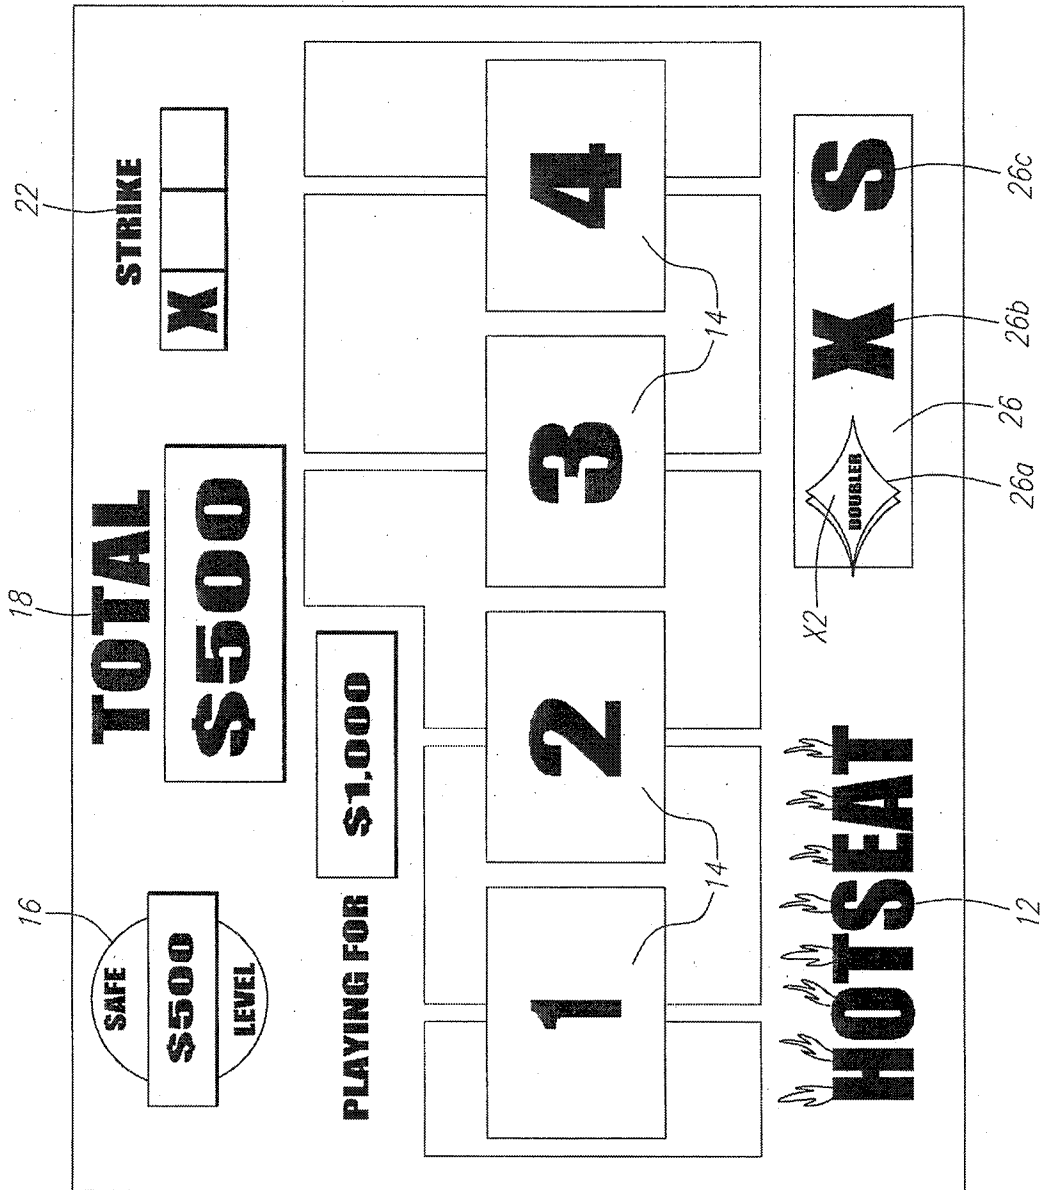 16
18
22
SAFE
$500
LEVEL
TOTAL
$500
STRIKE
X
PLAYING FOR
$1,000
1
2
3
4
14
14
HOTSEAT
X2
DOUBLER
X
S
12
26a
26
26b
26c